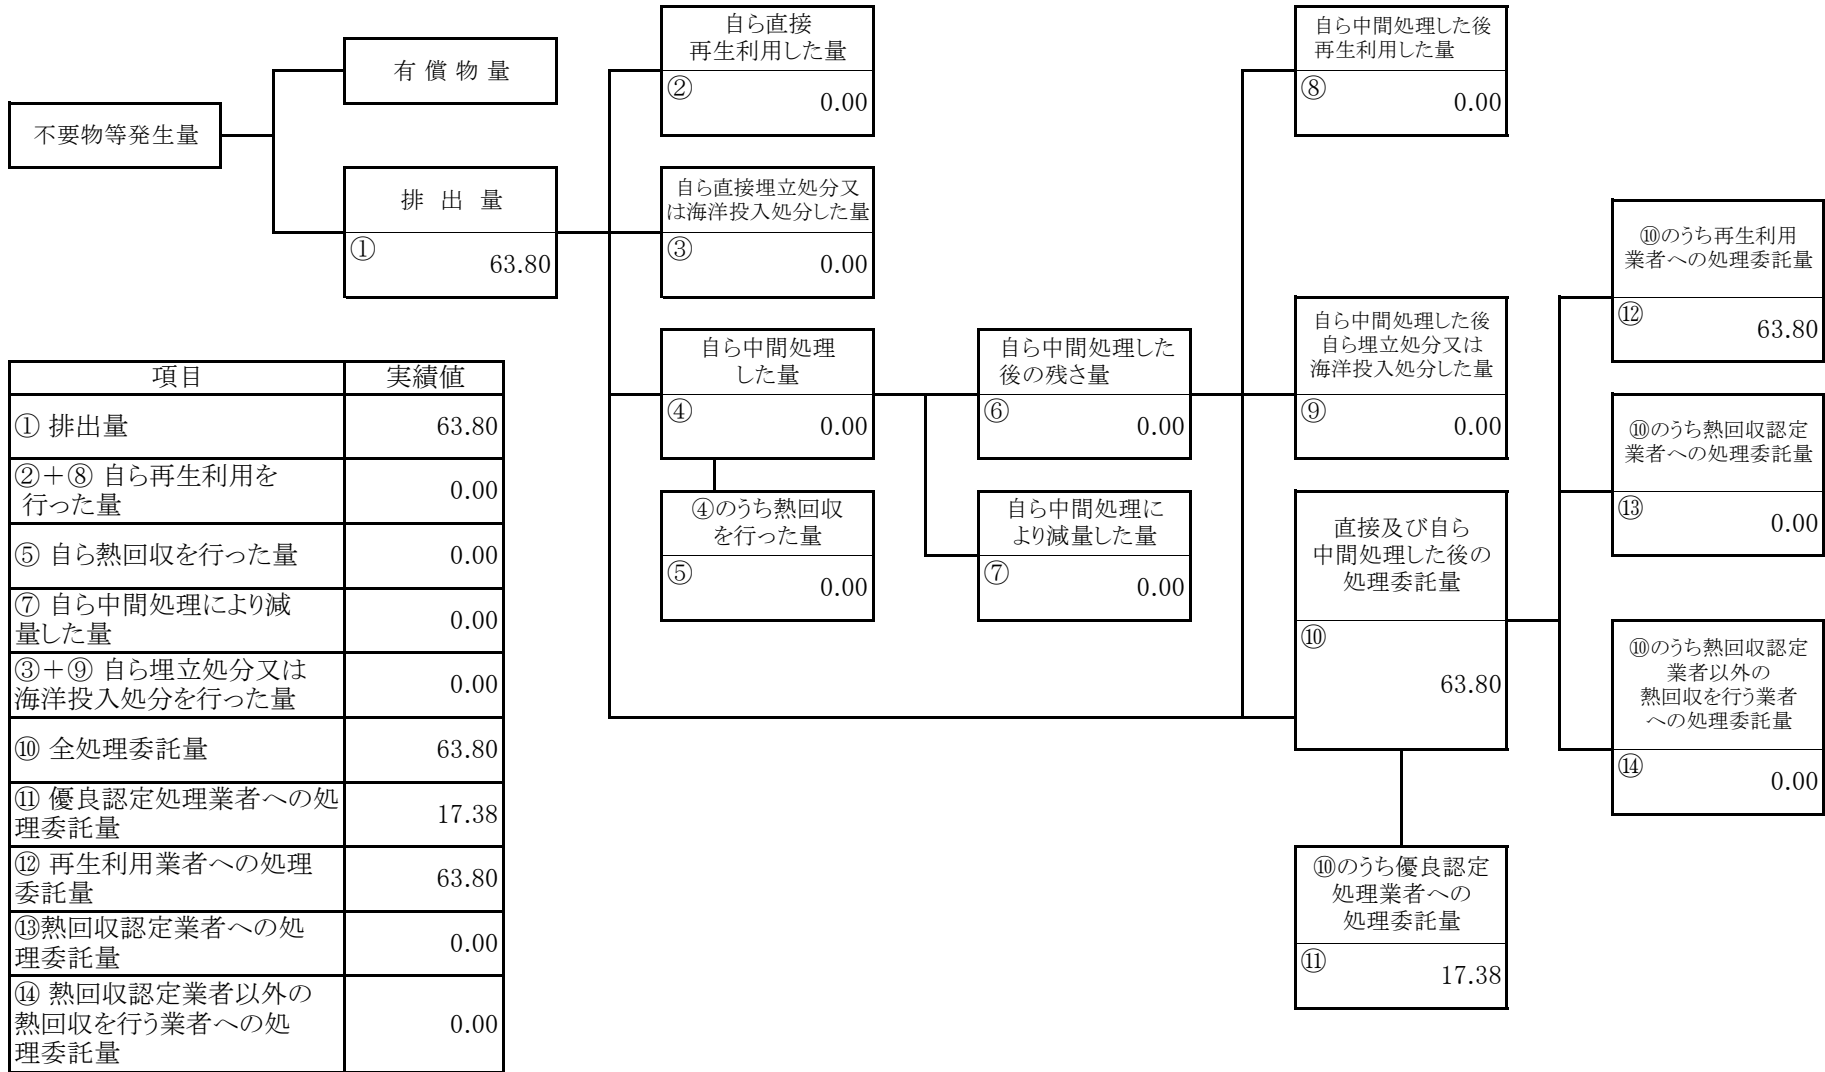 不要物等発生量
有 償 物 量
排 出 量
①
63.80
自ら直接
再生利用した量
②
0.00
自ら直接埋立処分又
は海洋投入処分した量
③
0.00
自ら中間処理
した量
④
0.00
④のうち熱回収
を行った量
⑤
0.00
自ら中間処理した
後の残さ量
⑥
0.00
自ら中間処理に
より減量した量
⑦
0.00
自ら中間処理した後
再生利用した量
⑧
0.00
自ら中間処理した後
自ら埋立処分又は
海洋投入処分した量
⑨
0.00
直接及び自ら
中間処理した後の
処理委託量
⑩
63.80
⑩のうち優良認定
処理業者への
処理委託量
⑪
17.38
⑩のうち再生利用
業者への処理委託量
⑫
63.80
⑩のうち熱回収認定
業者への処理委託量
⑬
0.00
⑩のうち熱回収認定
業者以外の
熱回収を行う業者
への処理委託量
⑭
0.00
項目 実績値
① 排出量 63.80
②＋⑧ 自ら再生利用を
行った量 0.00
⑤ 自ら熱回収を行った量 0.00
⑦ 自ら中間処理により減
量した量 0.00
③＋⑨ 自ら埋立処分又は
海洋投入処分を行った量 0.00
⑩ 全処理委託量 63.80
⑪ 優良認定処理業者への処
理委託量 17.38
⑫ 再生利用業者への処理
委託量 63.80
⑬熱回収認定業者への処
理委託量 0.00
⑭ 熱回収認定業者以外の
熱回収を行う業者への処 0.00
理委託量